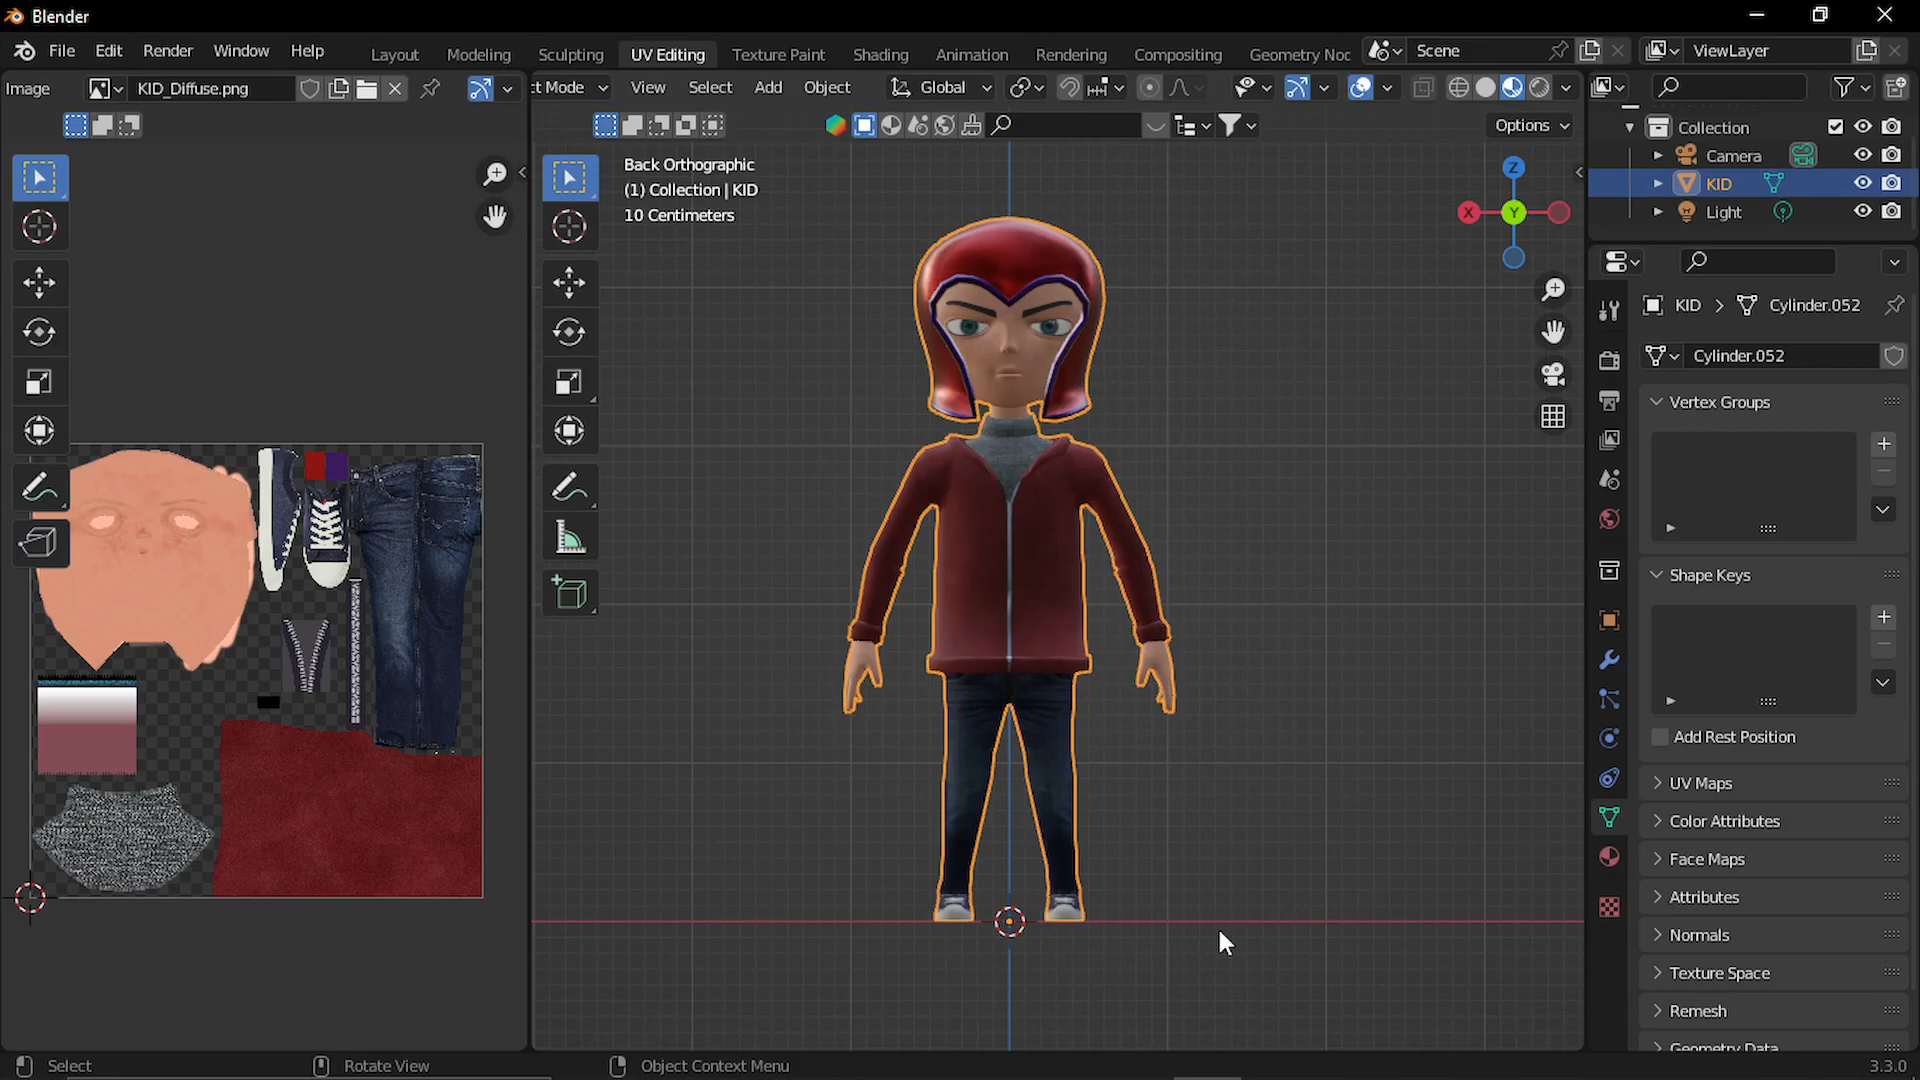 Blender
File Edit Render Window Help Layout Modeling Sculpting UV Editing Texture Paint Shading Animation Rendering Compositing Geometry Noc Scene ViewLayer
Image KID_Diffuse.png ct Mode View Select Add Object Global
Options
Collection
Camera
KID
Light
Back Orthographic
(1) Collection | KID
10 Centimeters
Z
X
Y
KID > Cylinder.052
Cylinder.052
Vertex Groups
Shape Keys
Add Rest Position
UV Maps
Color Attributes
Face Maps
Attributes
Normals
Texture Space
Remesh
Geometry Data
Select Rotate View Object Context Menu 3.3.0